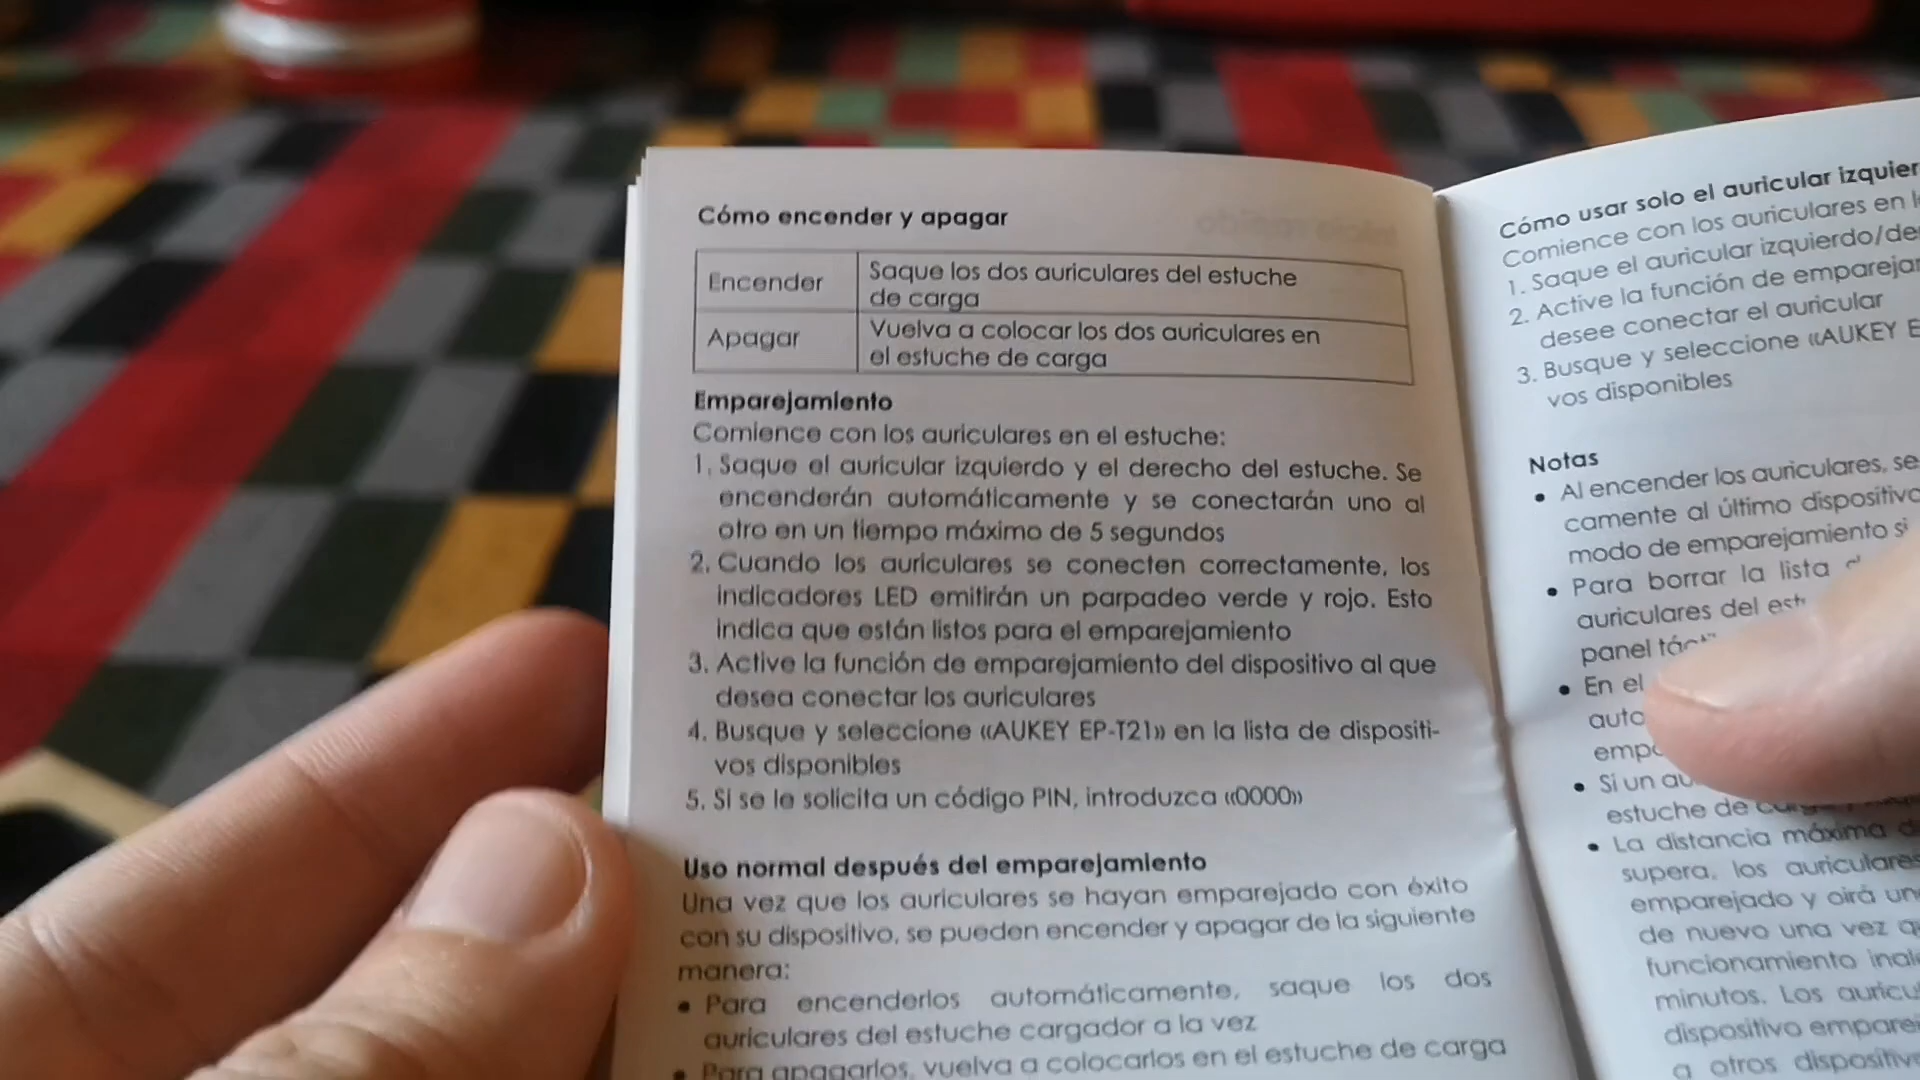 Cómo encender y apagar
Encender
Saque los dos auriculares del estuche
de carga
Apagar
Vuelva a colocar los dos auriculares en
el estuche de carga
Emparejamiento
Comience con los auriculares en el estuche:
1. Saque el auricular izquierdo y el derecho del estuche. Se
encenderán automáticamente y se conectarán uno al
otro en un tiempo máximo de 5 segundos
2. Cuando los auriculares se conecten correctamente, los
indicadores LED emitirán un parpadeo verde y rojo. Esto
indica que están listos para el emparejamiento
3. Active la función de emparejamiento del dispositivo al que
desea conectar los auriculares
4. Busque y seleccione «AUKEY EP-T21» en la lista de dispositi-
vos disponibles
5. Si se le solicita un código PIN, introduzca «0000»
Uso normal después del emparejamiento
Una vez que los auriculares se hayan emparejado con éxito
con su dispositivo, se pueden encender y apagar de la siguiente
manera:
• Para encenderlos automáticamente, saque los dos
auriculares del estuche cargador a la vez
• Para apagarlos, vuelva a colocarlos en el estuche de carga
Cómo usar solo el auricular
Comience con los auriculares en
1. Saque el auricular izquierdo/
2. Active la función de
desee conectar el auricular
3. Busque y seleccione «AUKEY
vos disponibles
Notas
• Al encender los auriculares, se
camente al último dispositivo
modo de emparejamiento si
• Para borrar la lista
auriculares del
panel
• En el
• Si un
estuche de
• La distancia máxima
supera, los auriculares
emparejado y oirá
de nuevo una vez
funcionamiento
minutos. Los
dispositivo
a otros